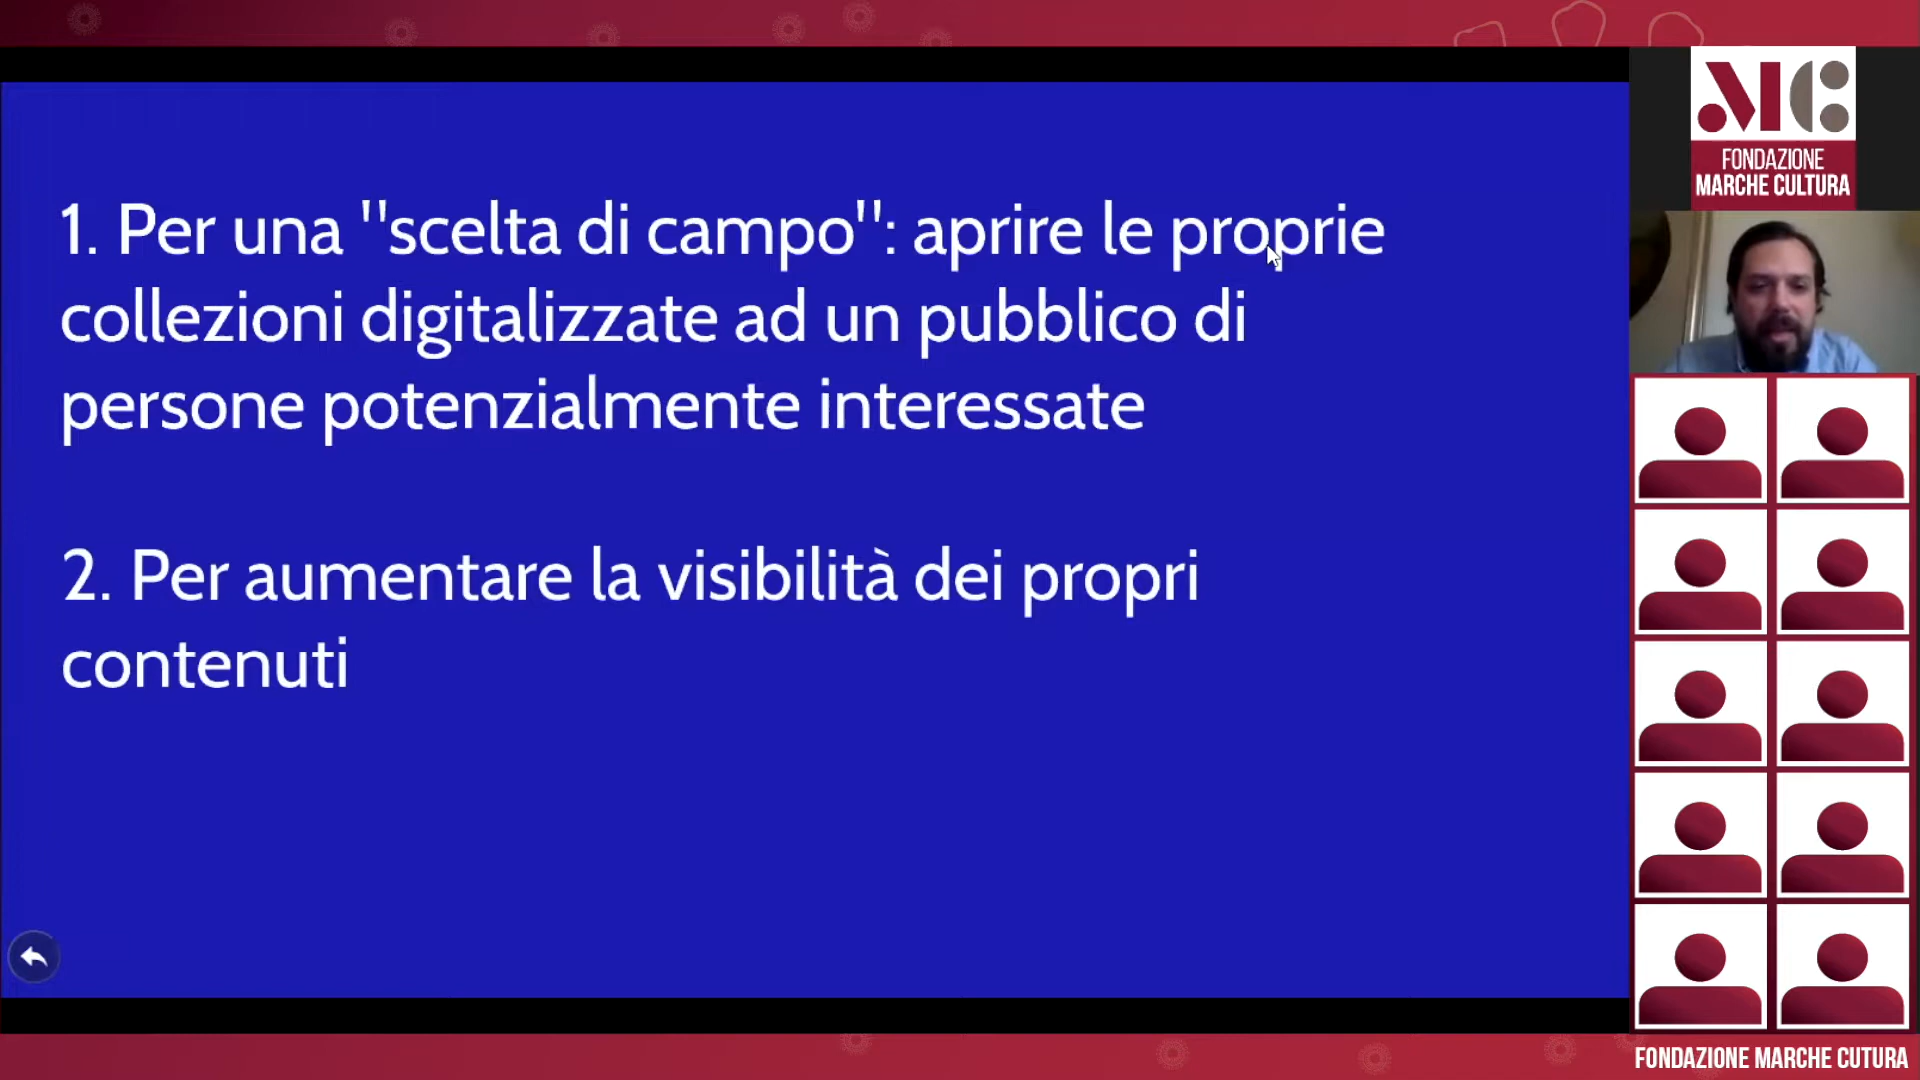 1. Per una "scelta di campo": aprire le proprie
collezioni digitalizzate ad un pubblico di
persone potenzialmente interessate
2. Per aumentare la visibilità dei propri
contenuti
MC
FONDAZIONE
MARCHE CULTURA
FONDAZIONE MARCHE CUTURA